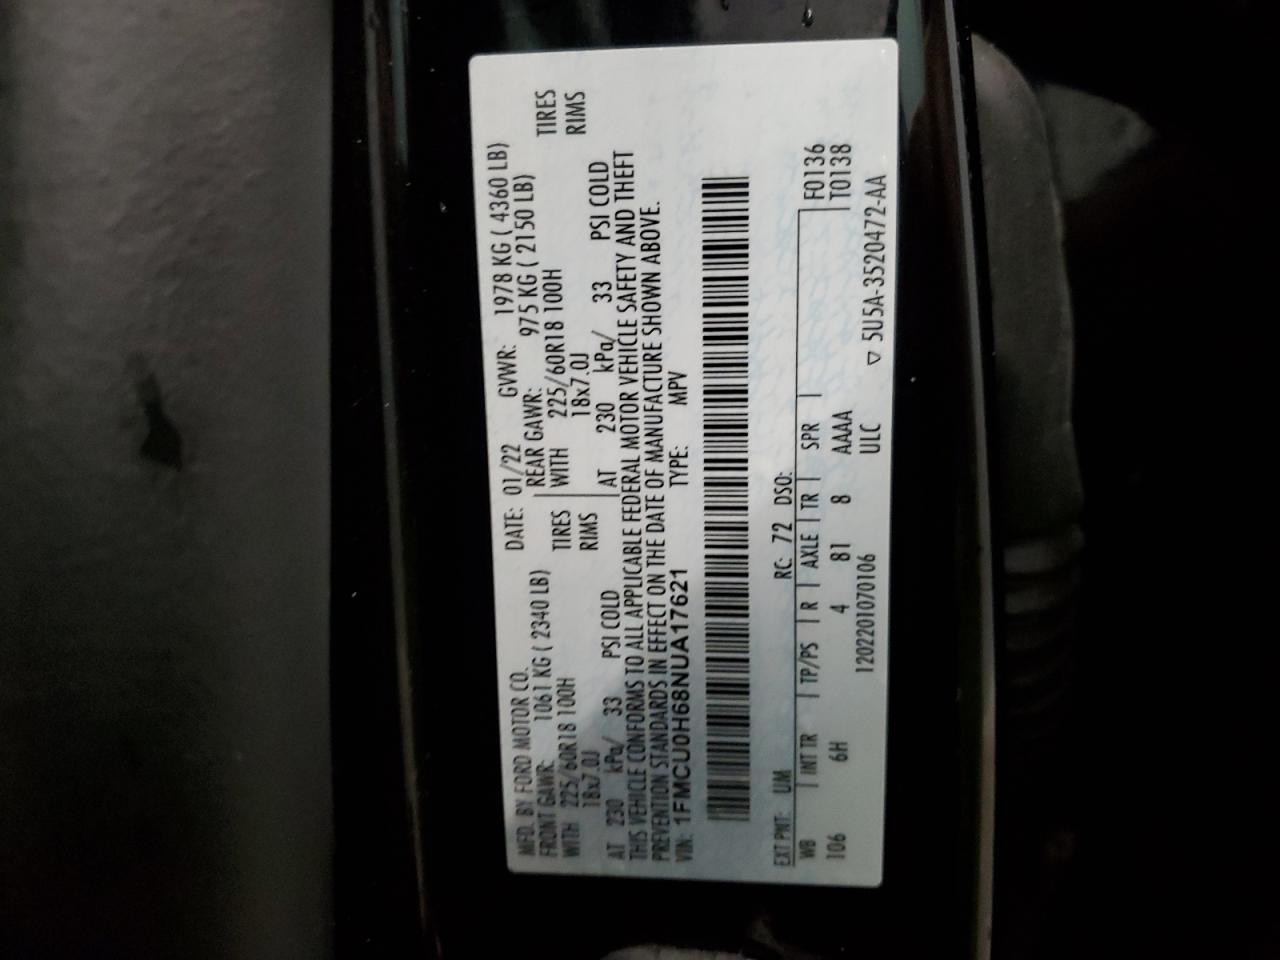 MFD. BY FORD MOTOR CO. DATE: 01/22 GVWR: 1978 KG ( 4360 LB)
FRONT GAWR: 1061 KG ( 2340 LB) REAR GAWR: 975 KG ( 2150 LB)
WITH 225/60R18 100H TIRES WITH 225/60R18 100H TIRES
18x7.0J RIMS 18x7.0J RIMS
AT 230 kPa/ 33 PSI COLD AT 230 kPa/ 33 PSI COLD
THIS VEHICLE CONFORMS TO ALL APPLICABLE FEDERAL MOTOR VEHICLE SAFETY AND THEFT
PREVENTION STANDARDS IN EFFECT ON THE DATE OF MANUFACTURE SHOWN ABOVE.
VIN: 1FMCU0H68NUA17621 TYPE: MPV
EXT PNT: UM RC: 72 DSO:
WB INT TR TP/PS R AXLE TR SPR F0136
106 6H 4 81 8 AAAA T0138
1202201070106 ULC ▽ 5U5A-3520472-AA